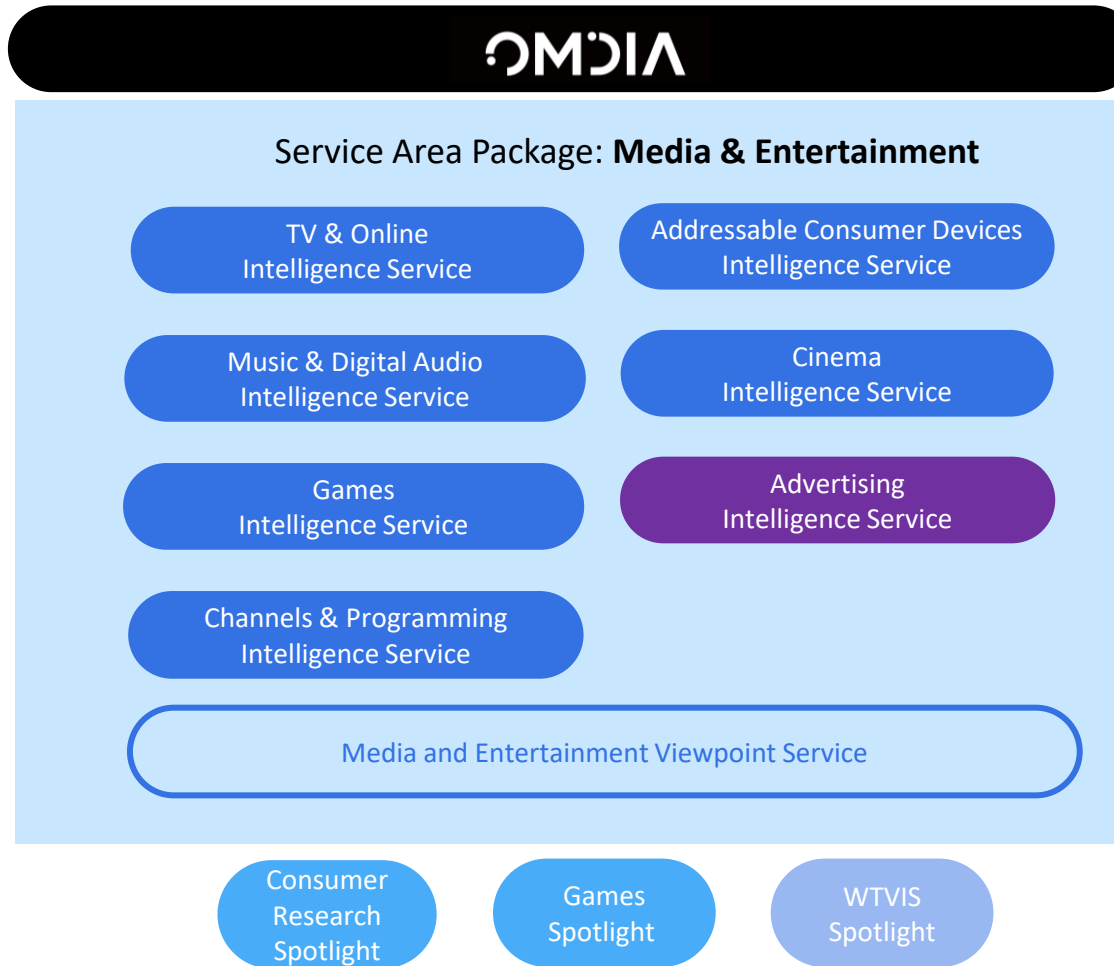 OMDIA
Service Area Package: Media & Entertainment
TV & Online
Intelligence Service
Addressable Consumer Devices
Intelligence Service
Music & Digital Audio
Intelligence Service
Cinema
Intelligence Service
Games
Intelligence Service
Advertising
Intelligence Service
Channels & Programming
Intelligence Service
Media and Entertainment Viewpoint Service
Consumer
Research
Spotlight
Games
Spotlight
WTVIS
Spotlight